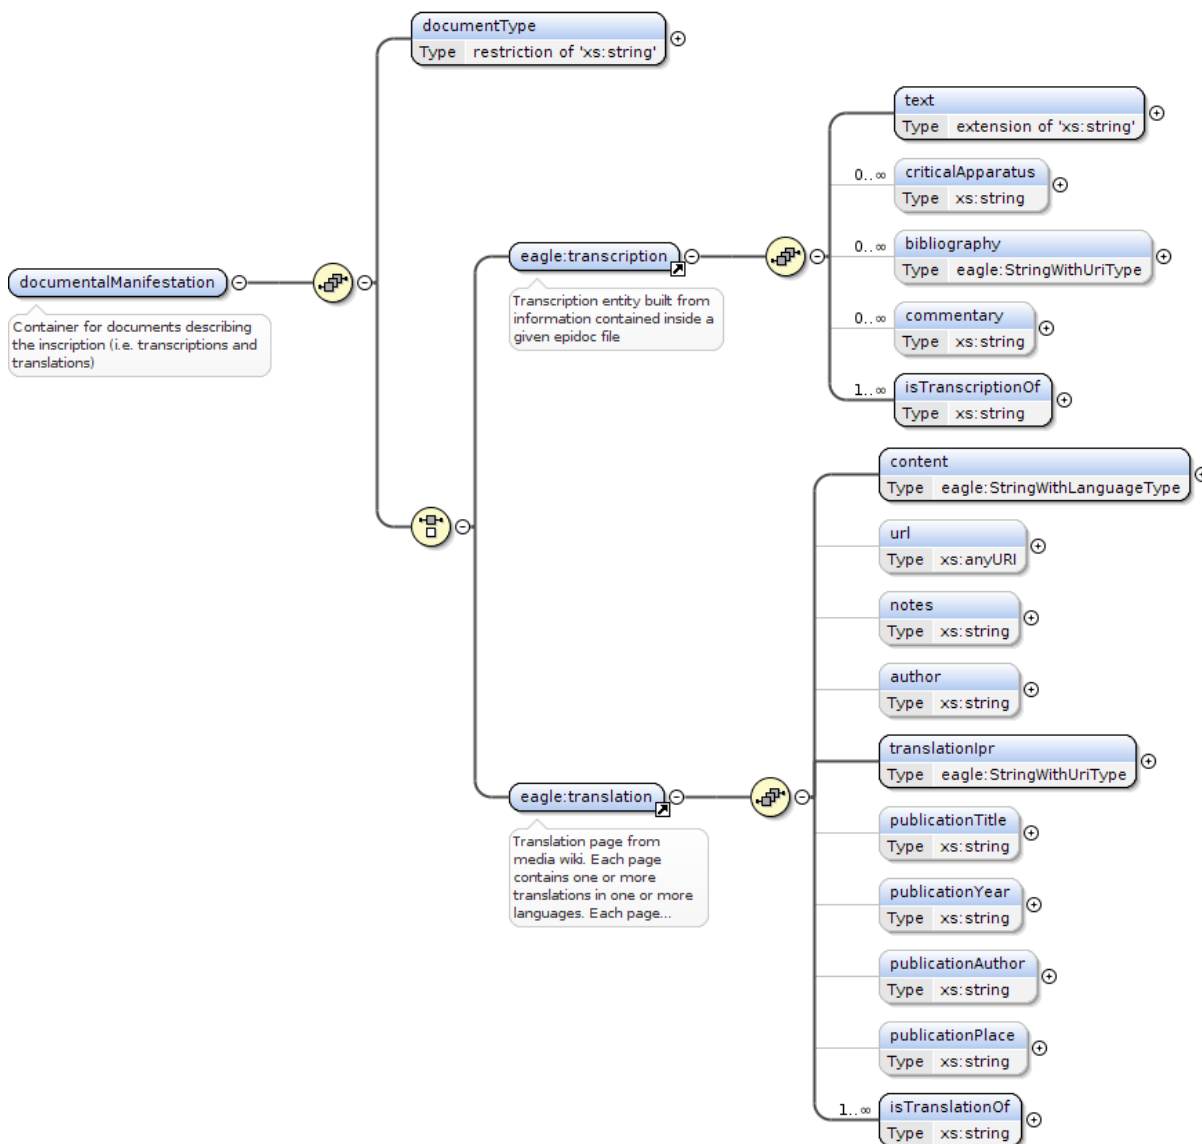 documentType
Type restriction of 'xs:string'
text
Type extension of 'xs:string'
0..∞ criticalApparatus
Type xs:string
0..∞ bibliography
Type eagle:StringWithUriType
eagle:transcription
Transcription entity built from
information contained inside a
given epidoc file
0..∞ commentary
Type xs:string
1..∞ isTranscriptionOf
Type xs:string
documentalManifestation
Container for documents describing
the inscription (i.e. transcriptions and
translations)
content
Type eagle:StringWithLanguageType
url
Type xs:anyURI
notes
Type xs:string
author
Type xs:string
translationIpr
Type eagle:StringWithUriType
eagle:translation
Translation page from
media wiki. Each page
contains one or more
translations in one or more
languages. Each page...
publicationTitle
Type xs:string
publicationYear
Type xs:string
publicationAuthor
Type xs:string
publicationPlace
Type xs:string
1..∞ isTranslationOf
Type xs:string